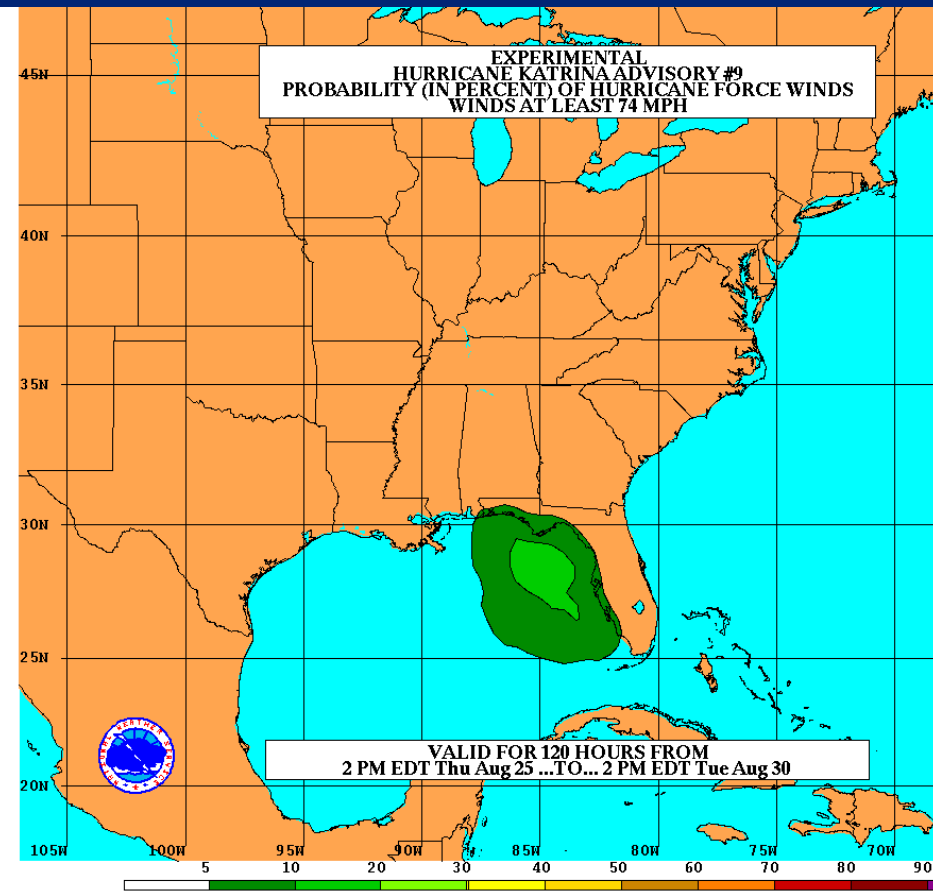 EXPERIMENTAL
HURRICANE KATRINA ADVISORY #9
PROBABILITY (IN PERCENT) OF HURRICANE FORCE WINDS
WINDS AT LEAST 74 MPH
45N
40N
35N
30N
25N
VALID FOR 120 HOURS FROM
2 PM EDT Thu Aug 25 ...TO... 2 PM EDT Tue Aug 30
20N
105W 100W 95W 90W 85W 80W 75W 70W
5 10 20 30 40 50 60 70 80 90